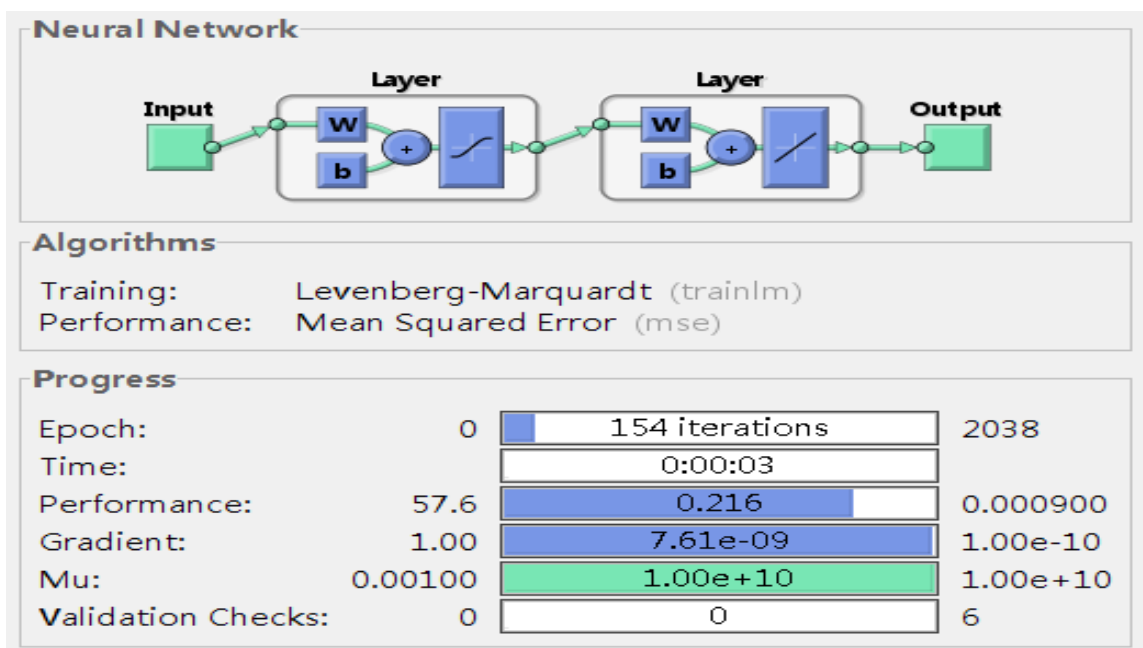 Neural Network
Layer Layer
Input Output
W W
+ +
b b
Algorithms
Training: Levenberg-Marquardt (trainlm)
Performance: Mean Squared Error (mse)
Progress
Epoch: 0 154 iterations 2038
Time: 0:00:03
Performance: 57.6 0.216 0.000900
Gradient: 1.00 7.61e-09 1.00e-10
Mu: 0.00100 1.00e+10 1.00e+10
Validation Checks: 0 0 6